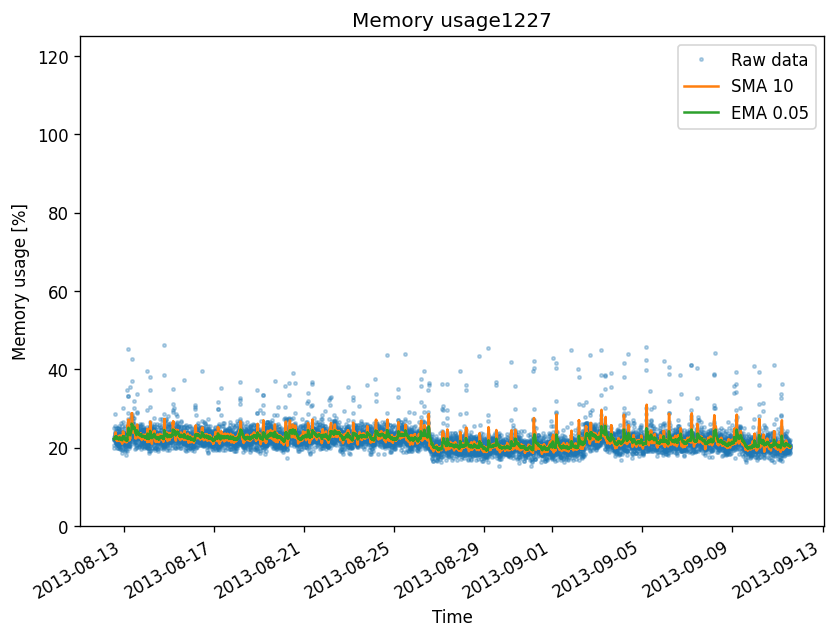 Memory usage1227
Raw data
SMA 10
EMA 0.05
120
100
80
60
40
20
0
Memory usage [%]
2013-08-13
2013-08-17
2013-08-21
2013-08-25
2013-08-29
2013-09-01
2013-09-05
2013-09-09
2013-09-13
Time